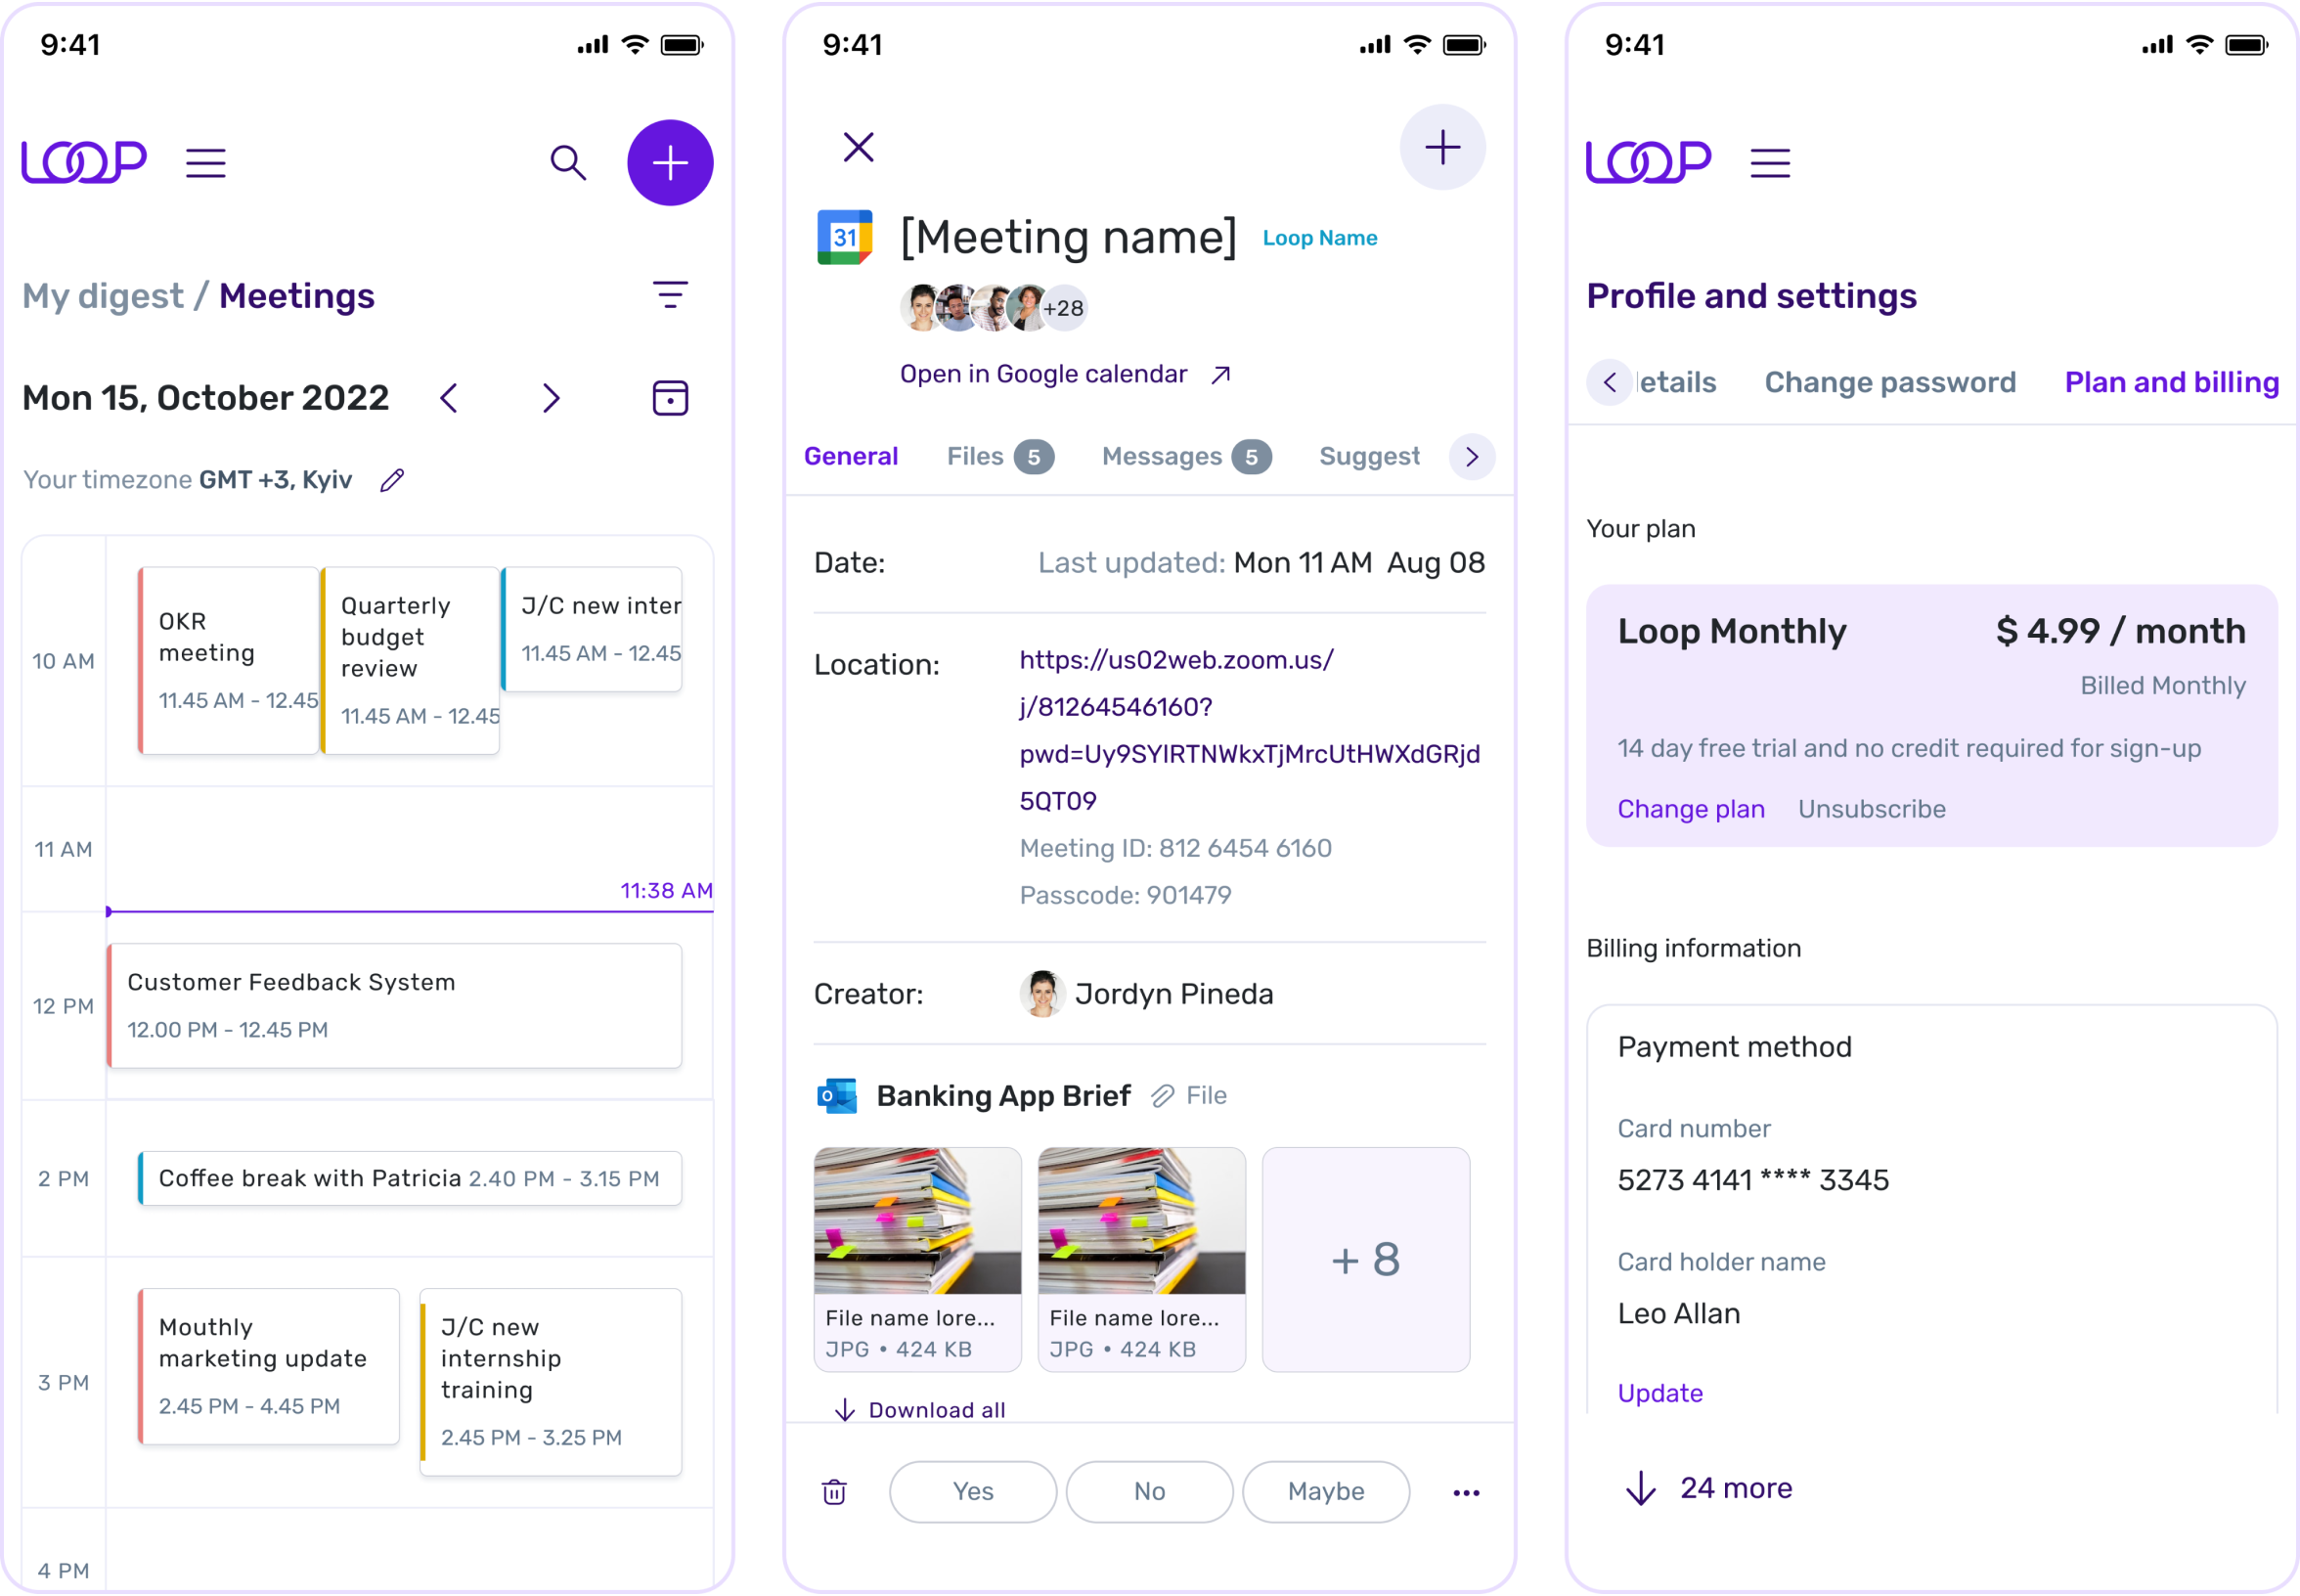 9:41
LOOP
My digest / Meetings
Mon 15, October 2022
Your timezone GMT +3, Kyiv
10 AM
OKR
meeting
11.45 AM - 12.45
Quarterly
budget
review
11.45 AM - 12.45
J/C new inter
11.45 AM - 12.45
11 AM
11:38 AM
12 PM
Customer Feedback System
12.00 PM - 12.45 PM
2 PM
Coffee break with Patricia 2.40 PM - 3.15 PM
3 PM
Mouthly
marketing update
2.45 PM - 4.45 PM
J/C new
internship
training
2.45 PM - 3.25 PM
4 PM
9:41
31
[Meeting name]
Loop Name
+28
Open in Google calendar
General
Files 5
Messages 5
Suggest
Date:
Last updated: Mon 11 AM Aug 08
Location:
https://us02web.zoom.us/
j/81264546160?
pwd=Uy9SYlRTNWkxTjMrcUtHWXdGRjd
5QT09
Meeting ID: 812 6454 6160
Passcode: 901479
Creator:
Jordyn Pineda
Banking App Brief
File
File name lore...
JPG • 424 KB
File name lore...
JPG • 424 KB
+ 8
Download all
Yes
No
Maybe
9:41
LOOP
Profile and settings
etails
Change password
Plan and billing
Your plan
Loop Monthly
$ 4.99 / month
Billed Monthly
14 day free trial and no credit required for sign-up
Change plan
Unsubscribe
Billing information
Payment method
Card number
5273 4141 **** 3345
Card holder name
Leo Allan
Update
24 more